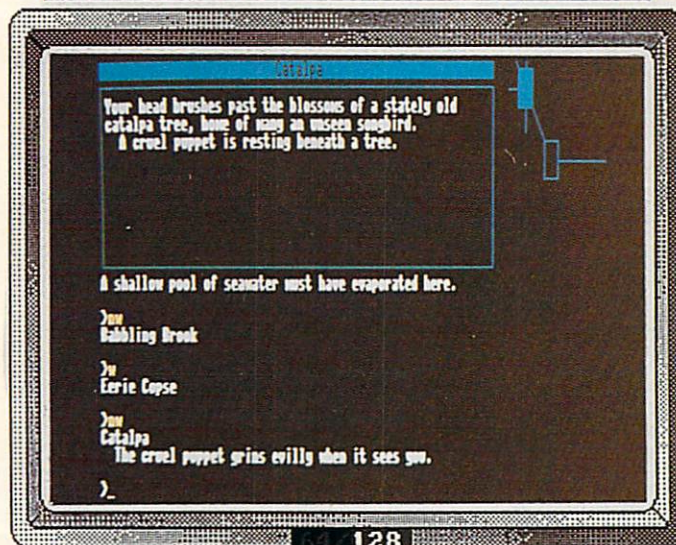 Catalpa
Your head brushes past the blossoms of a stately old
catalpa tree, home of many an unseen songbird.
A cruel puppet is resting beneath a tree.
A shallow pool of seawater must have evaporated here.
>nw
Babbling Brook
>w
Eerie Copse
>nw
Catalpa
The cruel puppet grins evilly when it sees you.
>_
64/128